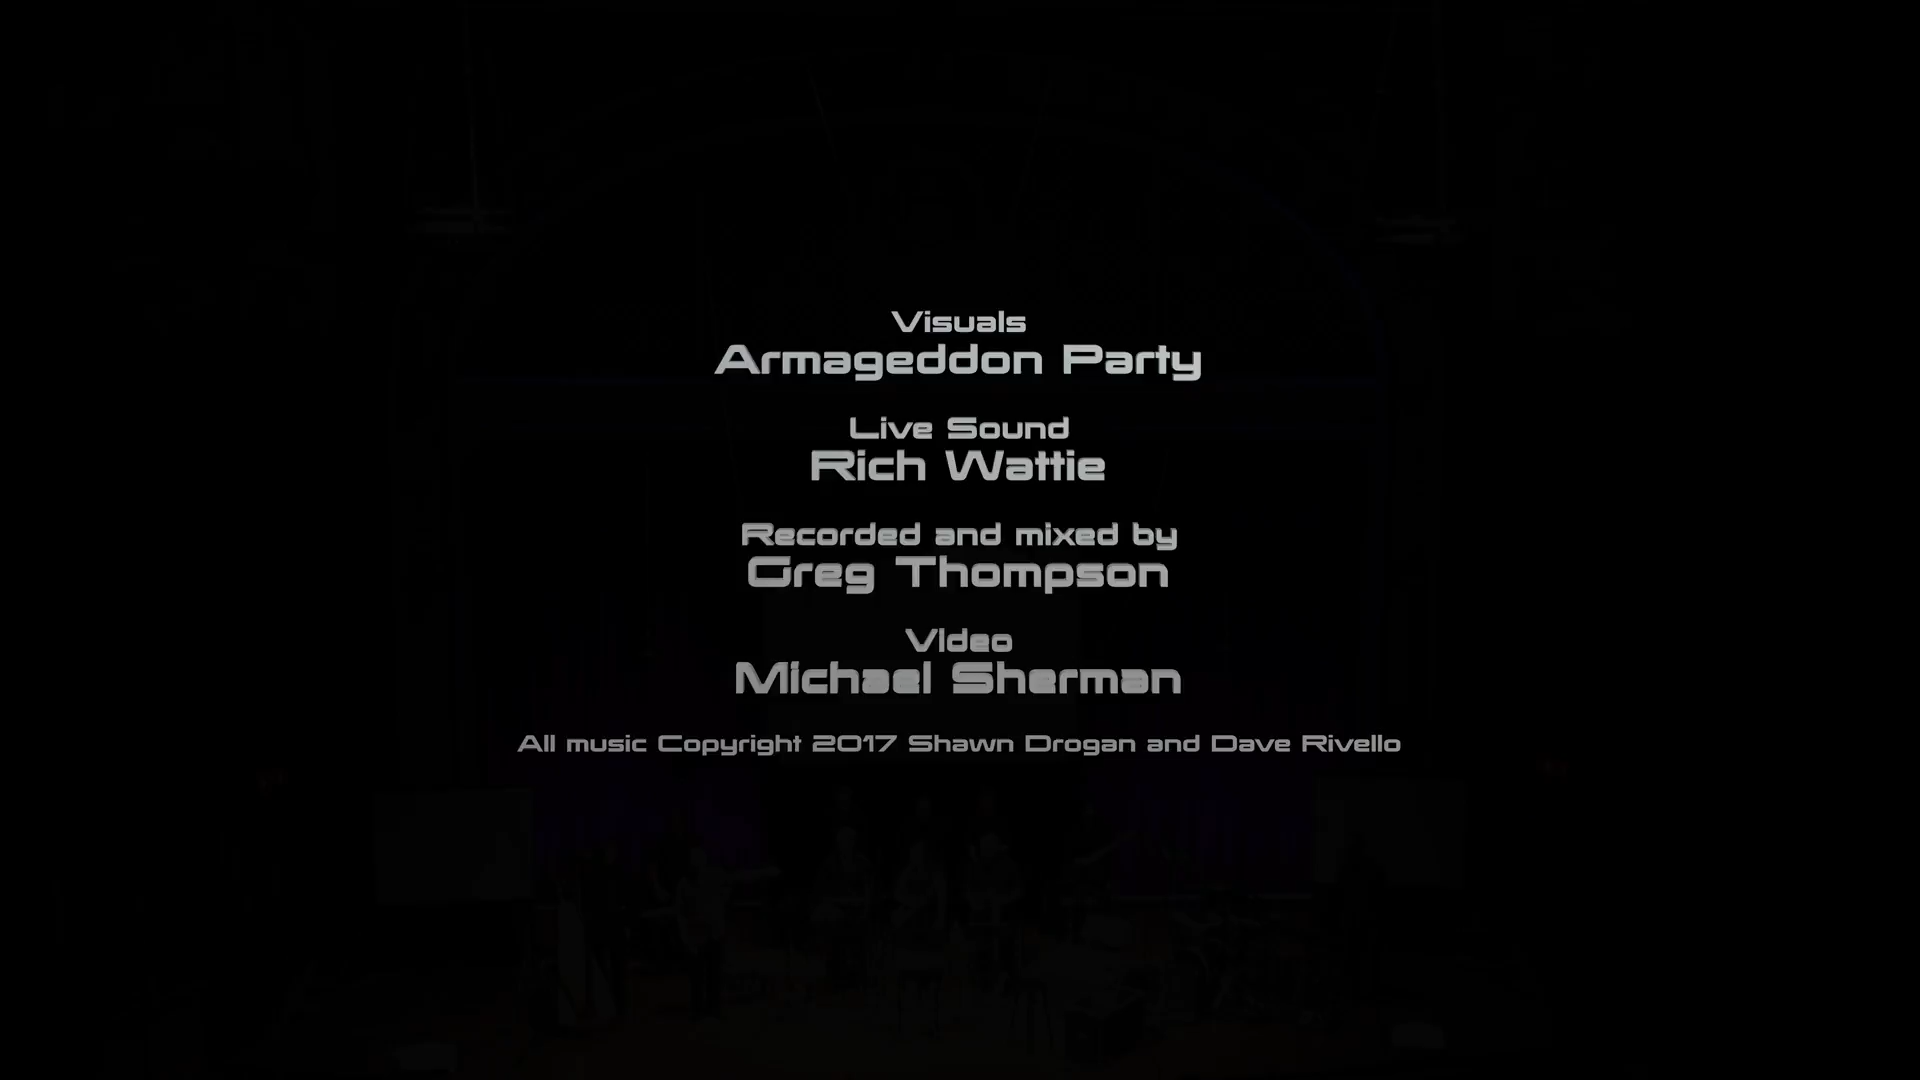 Visuals
Armageddon Party
Live Sound
Rich Wattie
Recorded and mixed by
Greg Thompson
Video
Michael Sherman
All music Copyright 2017 Shawn Drogan and Dave Rivello